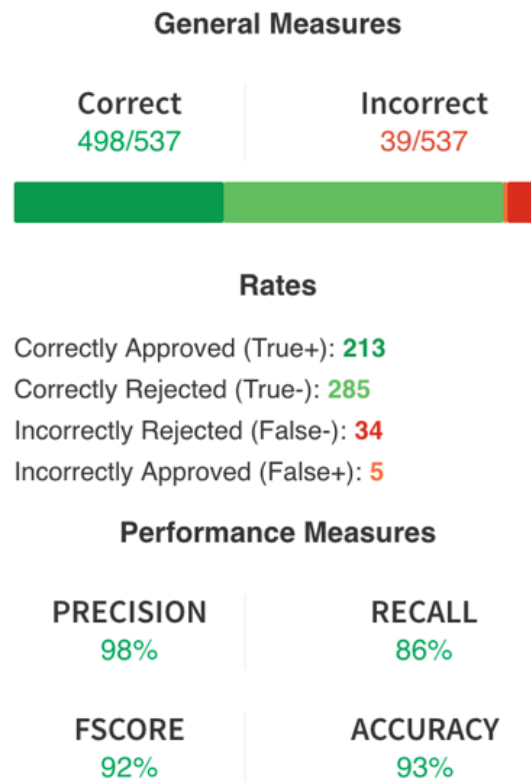 General Measures
Correct Incorrect
498/537 39/537
Rates
Correctly Approved (True+): 213
Correctly Rejected (True-): 285
Incorrectly Rejected (False-): 34
Incorrectly Approved (False+): 5
Performance Measures
PRECISION RECALL
98% 86%
FSCORE ACCURACY
92% 93%